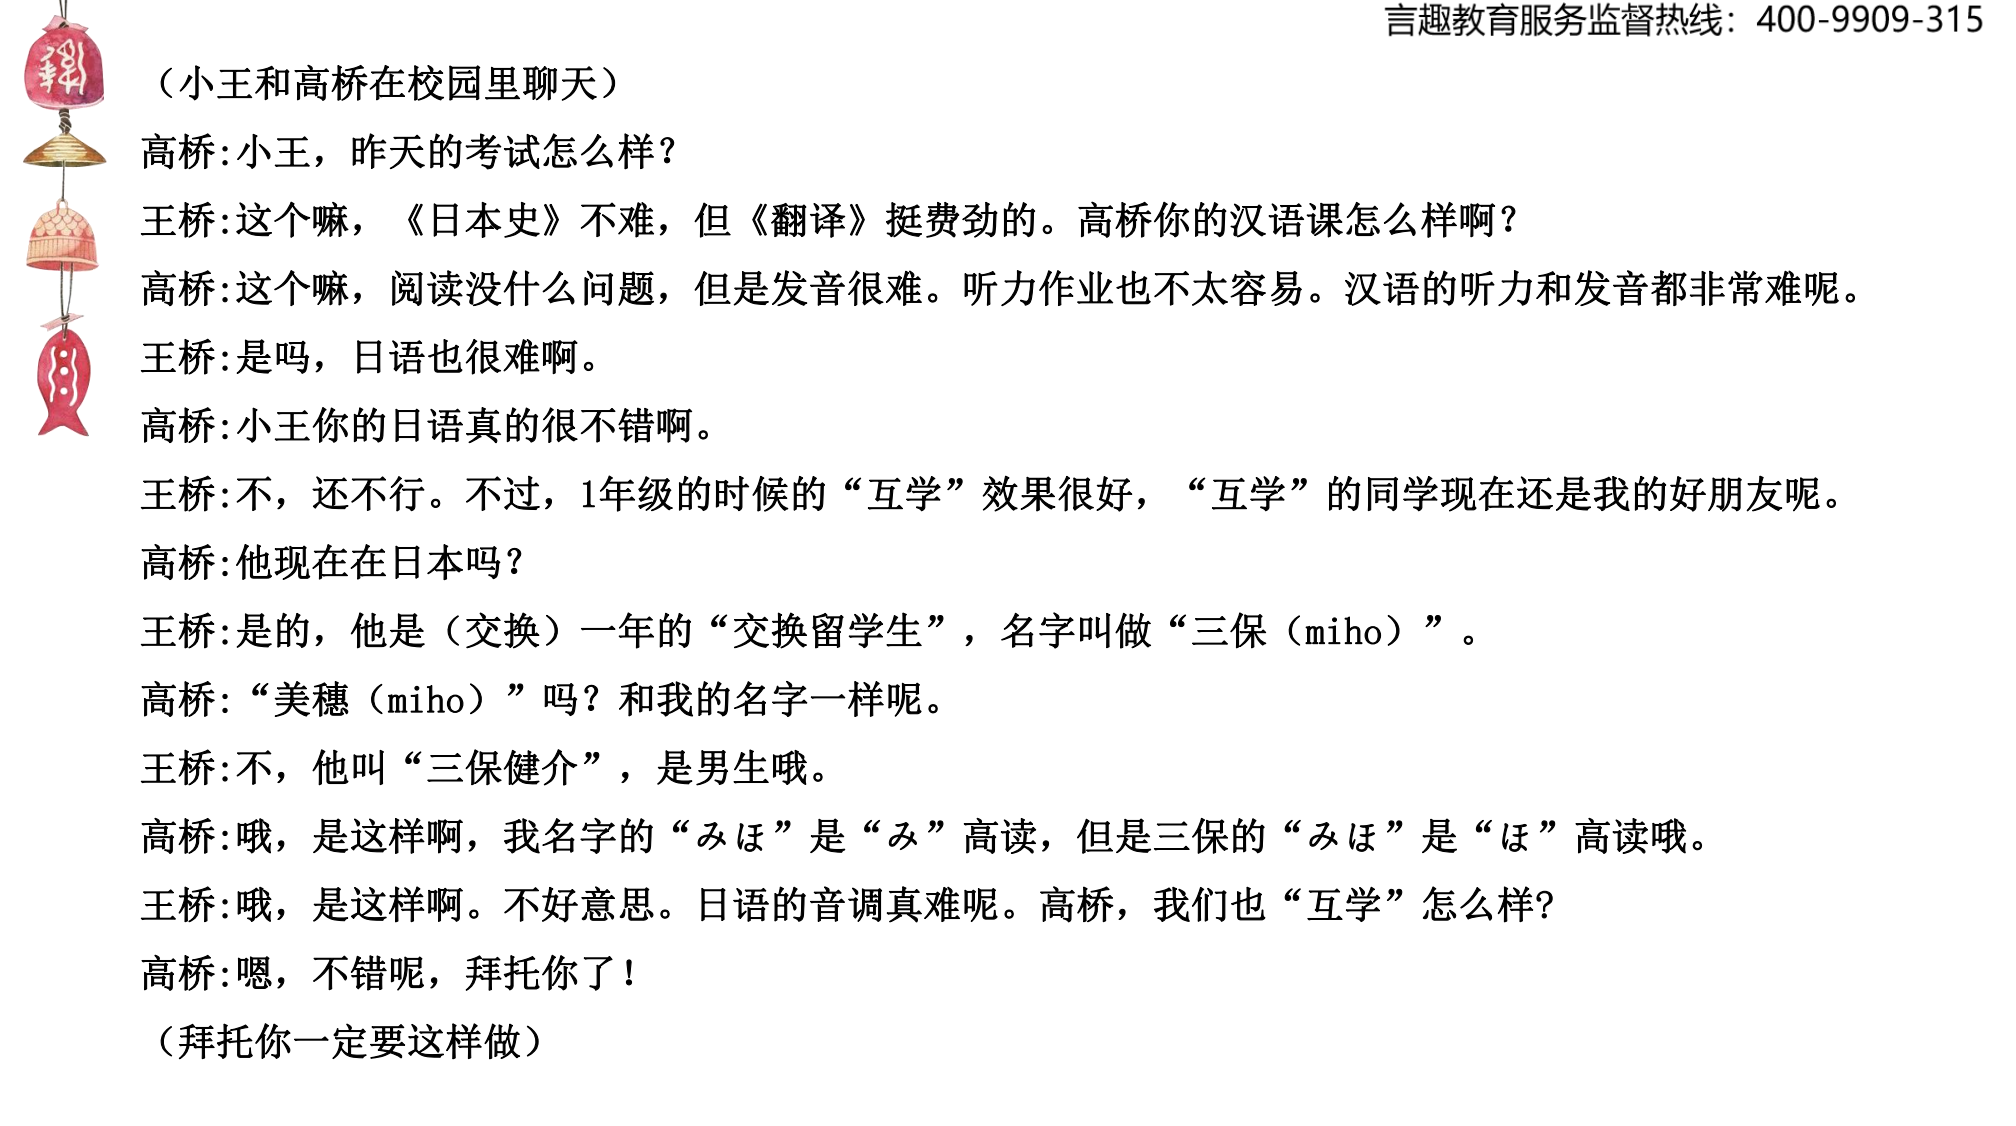 言趣教育服务监督热线：400-9909-315
（小王和高桥在校园里聊天）
高桥:小王，昨天的考试怎么样？
王桥:这个嘛，《日本史》不难，但《翻译》挺费劲的。高桥你的汉语课怎么样啊？
高桥:这个嘛，阅读没什么问题，但是发音很难。听力作业也不太容易。汉语的听力和发音都非常难呢。
王桥:是吗，日语也很难啊。
高桥:小王你的日语真的很不错啊。
王桥:不，还不行。不过，1年级的时候的“互学”效果很好，“互学”的同学现在还是我的好朋友呢。
高桥:他现在在日本吗？
王桥:是的，他是（交换）一年的“交换留学生”，名字叫做“三保（miho）”。
高桥:“美穗（miho）”吗？和我的名字一样呢。
王桥:不，他叫“三保健介”，是男生哦。
高桥:哦，是这样啊，我名字的“みほ”是“み”高读，但是三保的“みほ”是“ほ”高读哦。
王桥:哦，是这样啊。不好意思。日语的音调真难呢。高桥，我们也“互学”怎么样?
高桥:嗯，不错呢，拜托你了！
（拜托你一定要这样做）